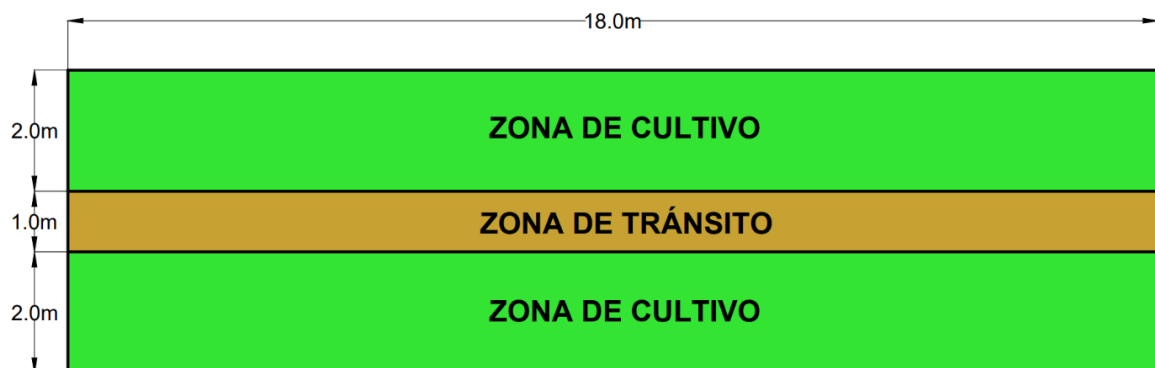 18.0m
2.0m
ZONA DE CULTIVO
1.0m
ZONA DE TRÁNSITO
2.0m
ZONA DE CULTIVO